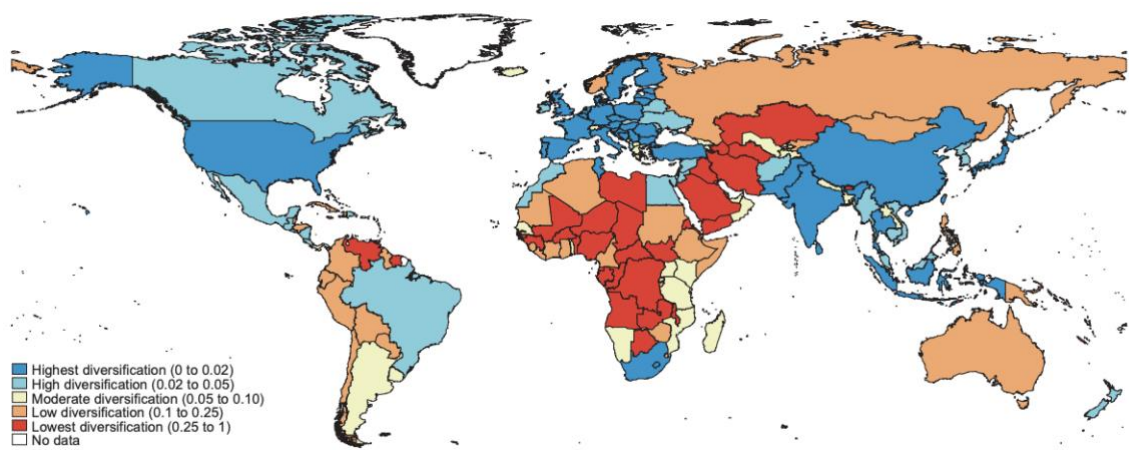 Highest diversification (0 to 0.02)
High diversification (0.02 to 0.05)
Moderate diversification (0.05 to 0.10)
Low diversification (0.1 to 0.25)
Lowest diversification (0.25 to 1)
No data